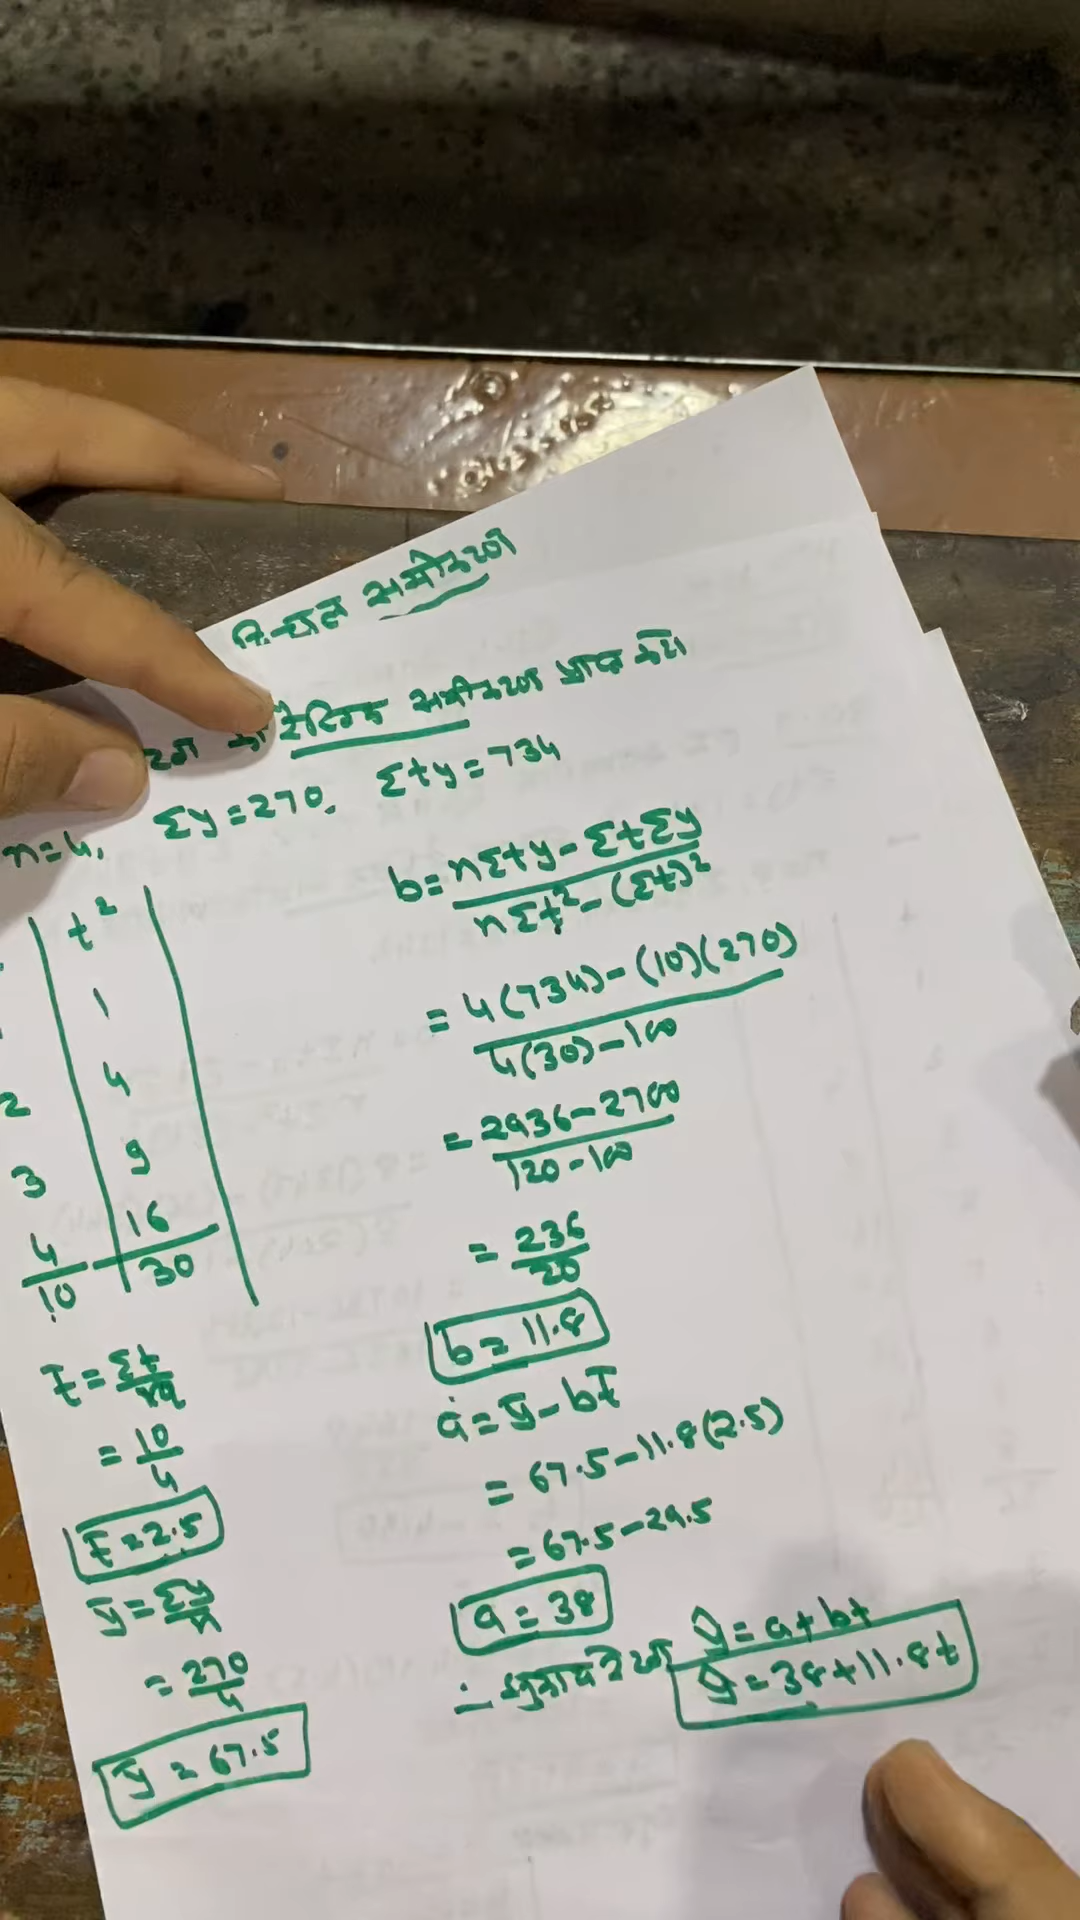 વિ-ચલ સમીકરણ
રણ નું સુરેખિક સમીકરણ પ્રાપ્ત કરો
n=4, Σy=270, Σty=734
t²
1
2 4
3 9
4 16
10 30
t̄ = Σt/n
= 10/4
t̄ = 2.5
ȳ = Σy/n
= 270/4
ȳ = 67.5
b = nΣty - ΣtΣy / nΣt² - (Σt)²
= 4(734) - (10)(270) / 4(30) - 100
= 2936 - 2700 / 120 - 100
= 236/20
b = 11.8
a = ȳ - bt̄
= 67.5 - 11.8(2.5)
= 67.5 - 29.5
a = 38
ŷ = a + bt
∴ ŷ = 38 + 11.8t